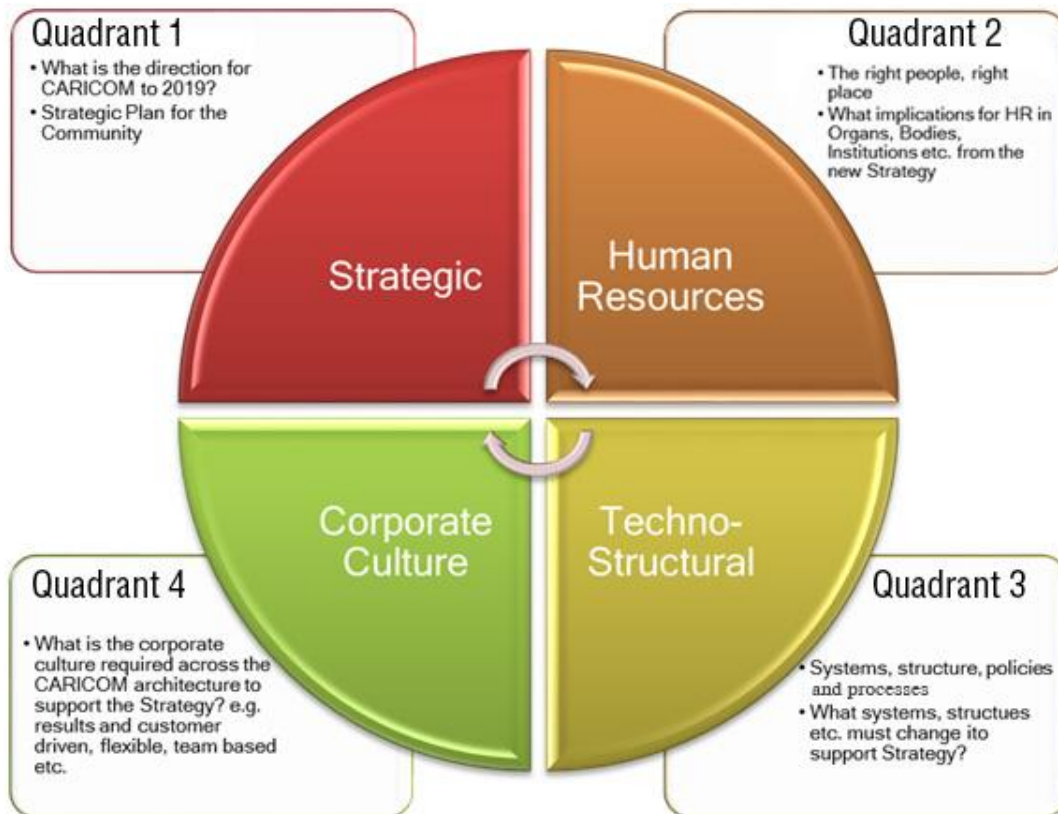 Quadrant 1
• What is the direction for
CARICOM to 2019?
• Strategic Plan for the
Community
Quadrant 2
• The right people, right
place
• What implications for HR in
Organs, Bodies,
Institutions etc. from the
new Strategy
Strategic
Human
Resources
Corporate
Culture
Techno-
Structural
Quadrant 4
• What is the corporate
culture required across the
CARICOM architecture to
support the Strategy? e.g.
results and customer
driven, flexible, team based
etc.
Quadrant 3
• Systems, structure, policies
and processes
• What systems, structues
etc. must change ito
support Strategy?